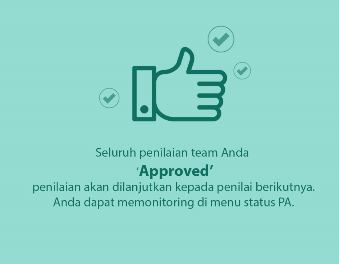 Seluruh penilaian team Anda
‘Approved’
penilaian akan dilanjutkan kepada penilai berikutnya.
Anda dapat memonitoring di menu status PA.